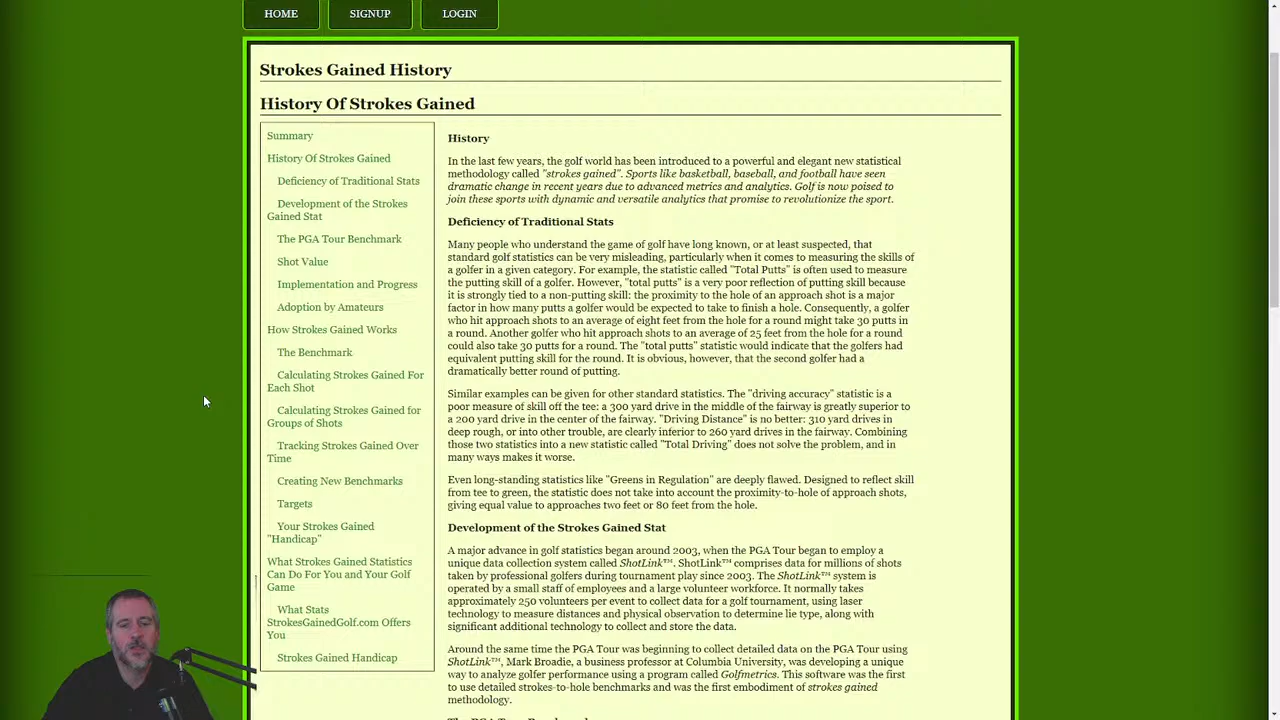 HOME
SIGNUP
LOGIN
Strokes Gained History
History Of Strokes Gained
Summary
History Of Strokes Gained
Deficiency of Traditional Stats
Development of the Strokes
Gained Stat
The PGA Tour Benchmark
Shot Value
Implementation and Progress
Adoption by Amateurs
How Strokes Gained Works
The Benchmark
Calculating Strokes Gained For
Each Shot
Calculating Strokes Gained for
Groups of Shots
Tracking Strokes Gained Over
Time
Creating New Benchmarks
Targets
Your Strokes Gained
"Handicap"
What Strokes Gained Statistics
Can Do For You and Your Golf
Game
What Stats
StrokesGainedGolf.com Offers
You
Strokes Gained Handicap
History
In the last few years, the golf world has been introduced to a powerful and elegant new statistical
methodology called "strokes gained". Sports like basketball, baseball, and football have seen
dramatic change in recent years due to advanced metrics and analytics. Golf is now poised to
join these sports with dynamic and versatile analytics that promise to revolutionize the sport.
Deficiency of Traditional Stats
Many people who understand the game of golf have long known, or at least suspected, that
standard golf statistics can be very misleading, particularly when it comes to measuring the skills of
a golfer in a given category. For example, the statistic called "Total Putts" is often used to measure
the putting skill of a golfer. However, "total putts" is a very poor reflection of putting skill because
it is strongly tied to a non-putting skill: the proximity to the hole of an approach shot is a major
factor in how many putts a golfer would be expected to take to finish a hole. Consequently, a golfer
who hit approach shots to an average of eight feet from the hole for a round might take 30 putts in
a round. Another golfer who hit approach shots to an average of 25 feet from the hole for a round
could also take 30 putts for a round. The "total putts" statistic would indicate that the golfers had
equivalent putting skill for the round. It is obvious, however, that the second golfer had a
dramatically better round of putting.
Similar examples can be given for other standard statistics. The "driving accuracy" statistic is a
poor measure of skill off the tee: a 300 yard drive in the middle of the fairway is greatly superior to
a 200 yard drive in the center of the fairway. "Driving Distance" is no better: 310 yard drives in
deep rough, or into other trouble, are clearly inferior to 260 yard drives in the fairway. Combining
those two statistics into a new statistic called "Total Driving" does not solve the problem, and in
many ways makes it worse.
Even long-standing statistics like "Greens in Regulation" are deeply flawed. Designed to reflect skill
from tee to green, the statistic does not take into account the proximity-to-hole of approach shots,
giving equal value to approaches two feet or 80 feet from the hole.
Development of the Strokes Gained Stat
A major advance in golf statistics began around 2003, when the PGA Tour began to employ a
unique data collection system called ShotLink™. ShotLink™ comprises data for millions of shots
taken by professional golfers during tournament play since 2003. The ShotLink™ system is
operated by a small staff of employees and a large volunteer workforce. It normally takes
approximately 250 volunteers per event to collect data for a golf tournament, using laser
technology to measure distances and physical observation to determine lie type, along with
significant additional technology to collect and store the data.
Around the same time the PGA Tour was beginning to collect detailed data on the PGA Tour using
ShotLink™, Mark Broadie, a business professor at Columbia University, was developing a unique
way to analyze golfer performance using a program called Golfmetrics. This software was the first
to use detailed strokes-to-hole benchmarks and was the first embodiment of strokes gained
methodology.